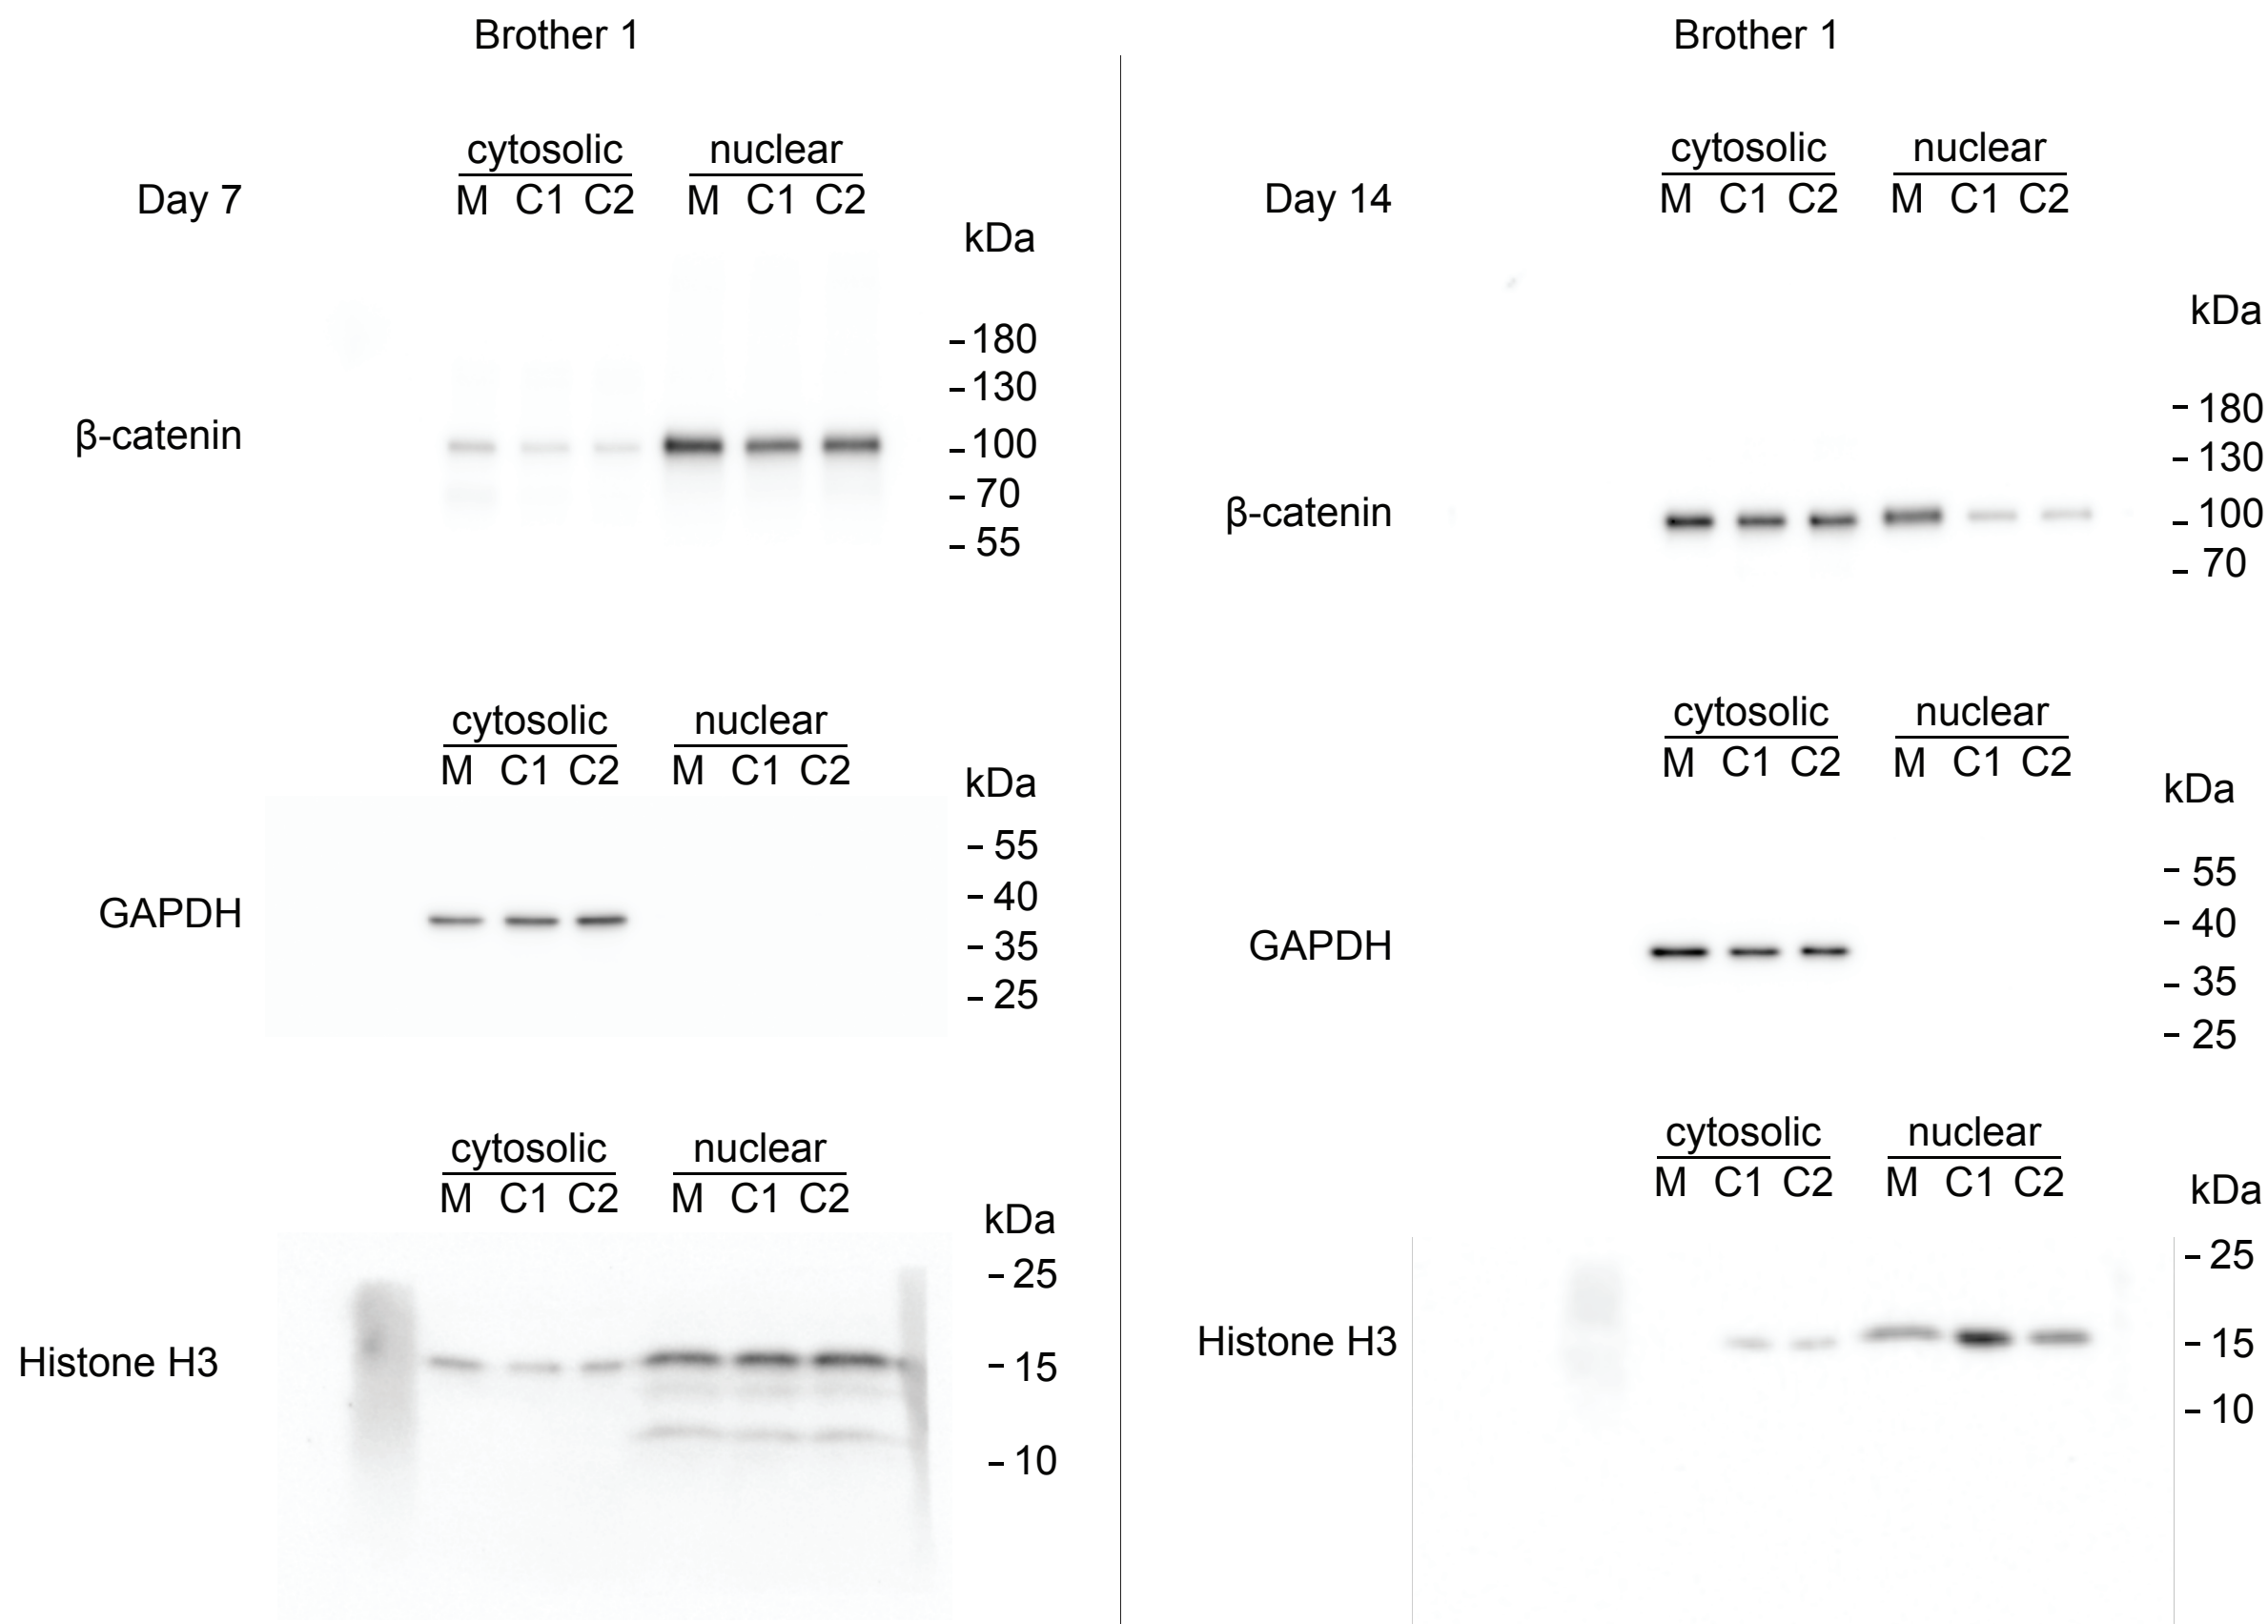 Brother 1
Day 7
cytosolic nuclear
M C1 C2 M C1 C2
kDa
-180
-130
β-catenin
-100
-70
-55
cytosolic nuclear
M C1 C2 M C1 C2
kDa
-55
-40
GAPDH
-35
-25
cytosolic nuclear
M C1 C2 M C1 C2
kDa
-25
Histone H3
-15
-10
Brother 1
Day 14
cytosolic nuclear
M C1 C2 M C1 C2
kDa
-180
-130
β-catenin
-100
-70
cytosolic nuclear
M C1 C2 M C1 C2
kDa
-55
-40
GAPDH
-35
-25
cytosolic nuclear
M C1 C2 M C1 C2
kDa
-25
Histone H3
-15
-10